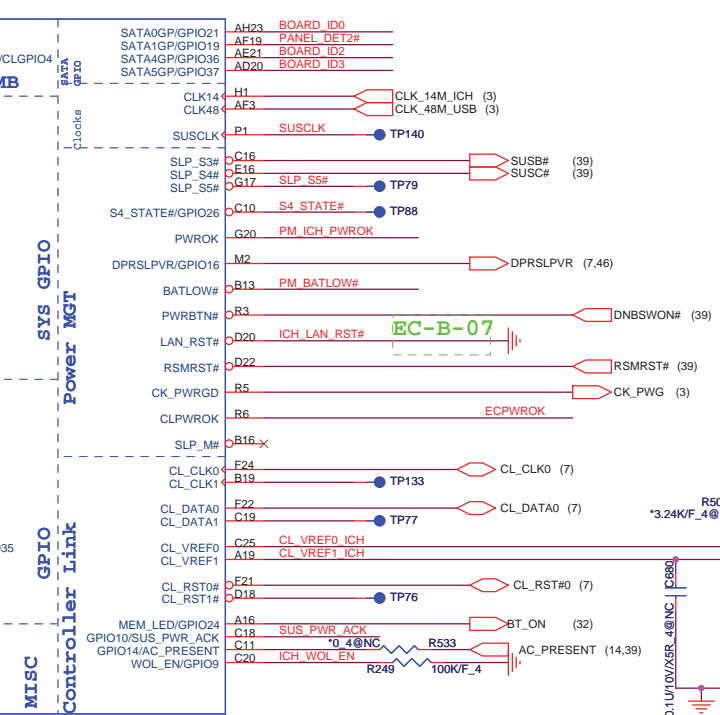 SATA0GP/GPIO21 AH23 BOARD_ID0
SATA1GP/GPIO19 AF19 PANEL_DET2#
SATA4GP/GPIO36 AE21 BOARD_ID2
SATA5GP/GPIO37 AD20 BOARD_ID3
/CLGPIO4
MB
SATA
GPIO
CLK14 H1 CLK_14M_ICH (3)
CLK48 AF3 CLK_48M_USB (3)
Clocks
SUSCLK P1 SUSCLK TP140
SLP_S3# C16 SUSB# (39)
SLP_S4# E16 SUSC# (39)
SLP_S5# G17 SLP_S5# TP79
S4_STATE#/GPIO26 C10 S4_STATE# TP88
PWROK G20 PM_ICH_PWROK
DPRSLPVR/GPIO16 M2 DPRSLPVR (7,46)
BATLOW# B13 PM_BATLOW#
PWRBTN# R3 DNBSWON# (39)
EC-B-07
LAN_RST# D20 ICH_LAN_RST#
RSMRST# D22 RSMRST# (39)
CK_PWRGD R5 CK_PWG (3)
CLPWROK R6 ECPWROK
SLP_M# B16
SYS GPIO
Power MGT
CL_CLK0 F24 CL_CLK0 (7)
CL_CLK1 B19 TP133
CL_DATA0 F22 CL_DATA0 (7)
CL_DATA1 C19 TP77
R50
*3.24K/F_4@
CL_VREF0 C25 CL_VREF0_ICH
CL_VREF1 A19 CL_VREF1_ICH
035
GPIO
Controller Link
CL_RST0# F21 CL_RST#0 (7)
CL_RST1# D18 TP76
C680
0.1U/10V/X5R_4@NC
MEM_LED/GPIO24 A16 BT_ON (32)
GPIO10/SUS_PWR_ACK C18 SUS_PWR_ACK
GPIO14/AC_PRESENT C11 *0_4@NC R533 AC_PRESENT (14,39)
WOL_EN/GPIO9 C20 ICH_WOL_EN
R249 100K/F_4
MISC